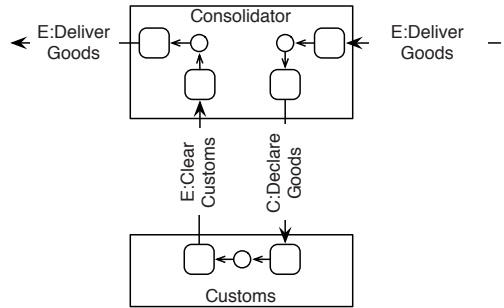 Consolidator
E:Deliver
Goods
E:Deliver
Goods
E:Clear
Customs
C:Declare
Goods
Customs